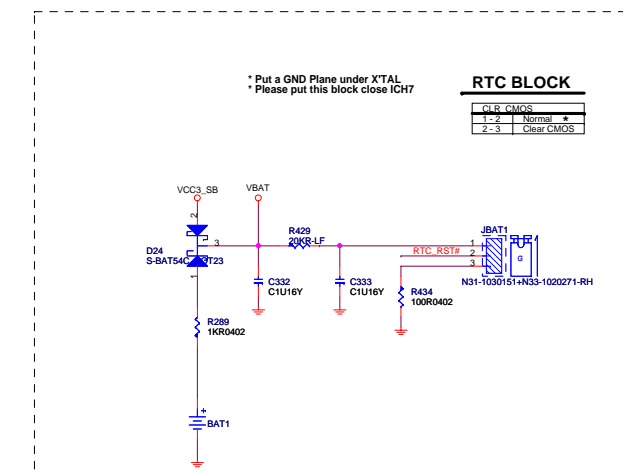 * Put a GND Plane under X'TAL
* Please put this block close ICH7
RTC BLOCK
CLR CMOS
1 - 2 Normal *
2 - 3 Clear CMOS
VCC3_SB
VBAT
2
3
1
D24
R429
20KR-LF
JBAT1
1
2
3
RTC_RST#
G
N31-1030151+N33-1020271-RH
C332
C1U16Y
C333
C1U16Y
R434
100R0402
R289
1KR0402
+
BAT1